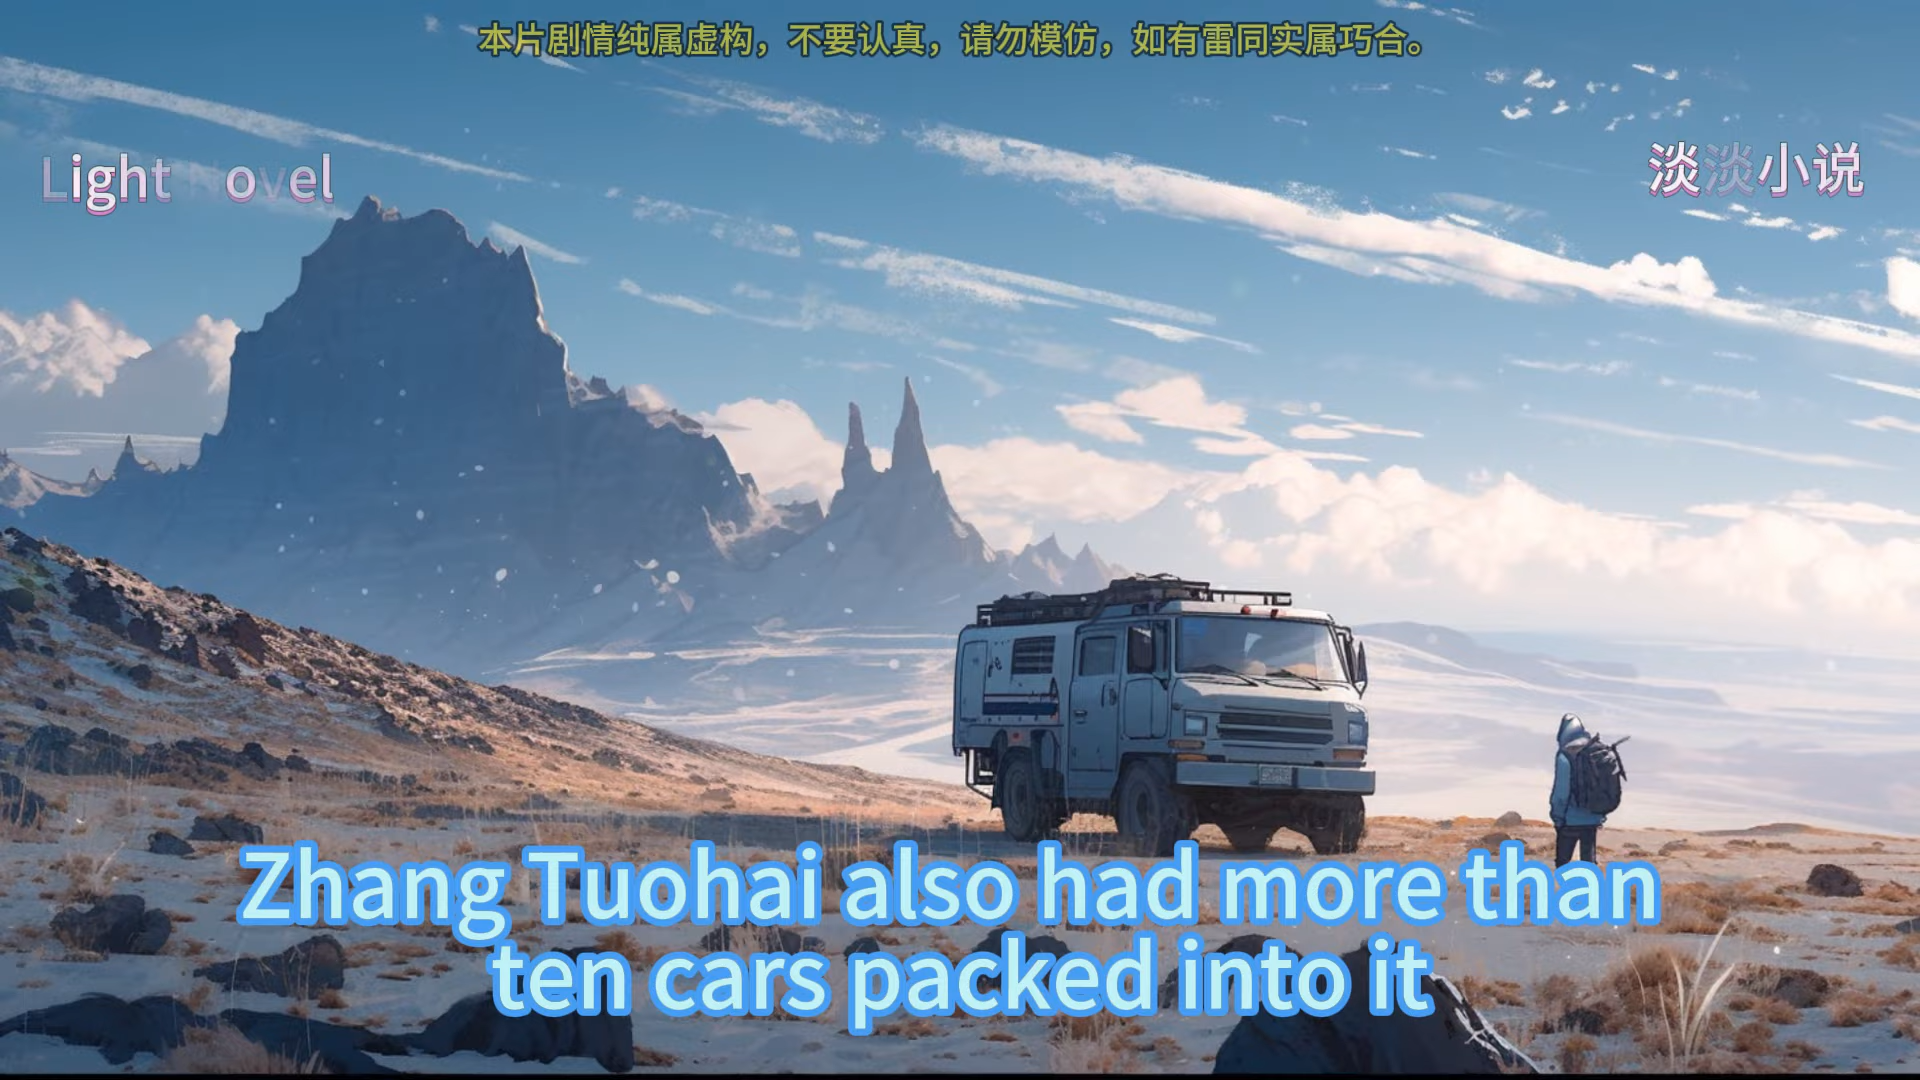 本片剧情纯属虚构，不要认真，请勿模仿，如有雷同实属巧合。
Light Novel
淡淡小说
Zhang Tuohai also had more than
ten cars packed into it